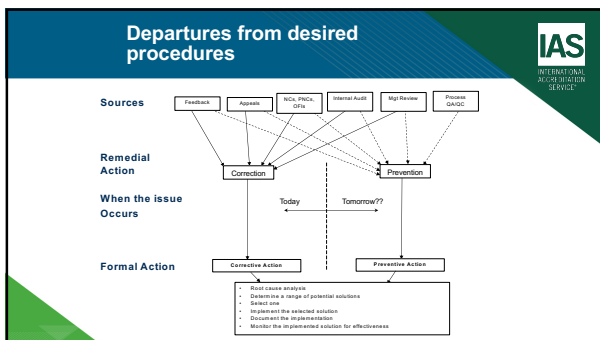 Departures from desired
procedures
IAS
INTERNATIONAL
ACCREDITATION
SERVICE®
Sources
Feedback
Appeals
NCs, PNCs,
OFIs
Internal Audit
Mgt Review
Process
QA/QC
Remedial
Action
Correction
Prevention
When the issue
Occurs
Today
Tomorrow??
Formal Action
Corrective Action
Preventive Action
• Root cause analysis
• Determine a range of potential solutions
• Select one
• Implement the selected solution
• Document the implementation
• Monitor the implemented solution for effectiveness